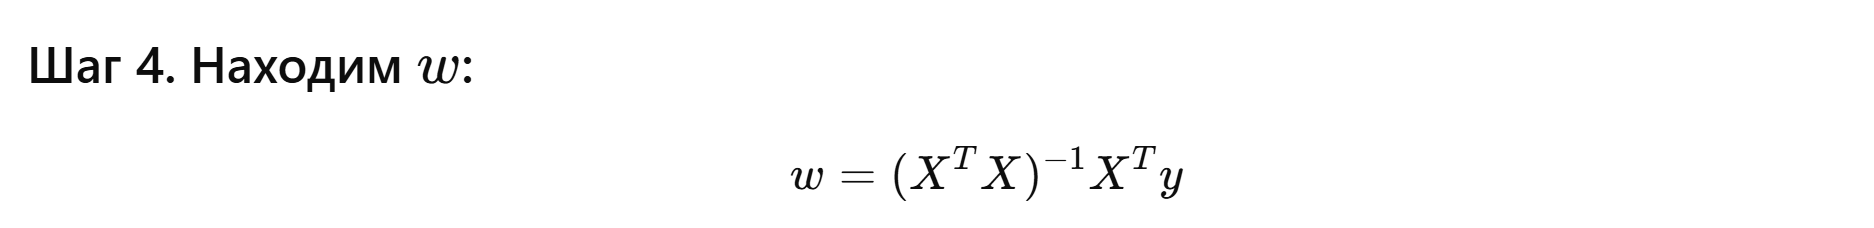 Шаг 4. Находим w:
w = (X^T X)^{-1} X^T y